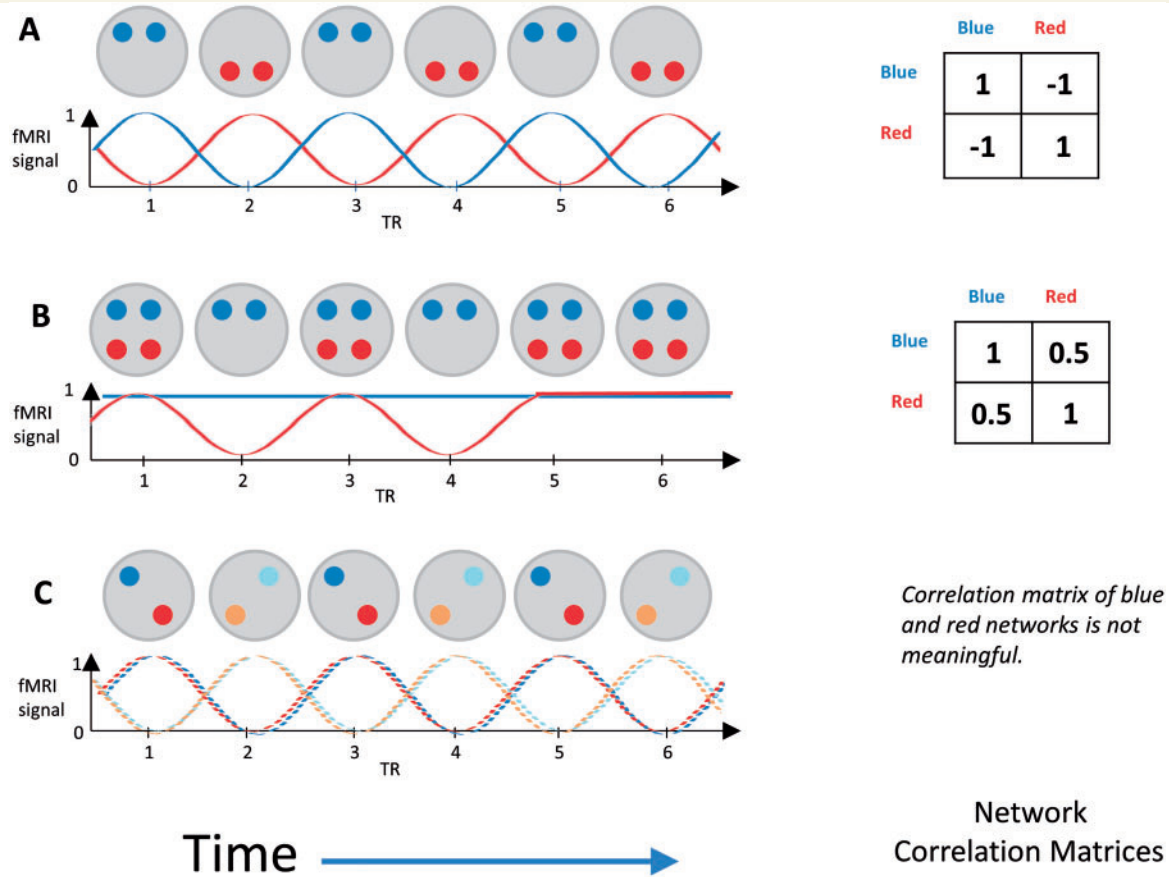 A
fMRI
signal
1
0
1 2 3 4 5 6
TR
Blue Red
Blue 1 -1
Red -1 1
B
fMRI
signal
1
0
1 2 3 4 5 6
TR
Blue Red
Blue 1 0.5
Red 0.5 1
C
fMRI
signal
1
0
1 2 3 4 5 6
TR
Correlation matrix of blue
and red networks is not
meaningful.
Time
Network
Correlation Matrices